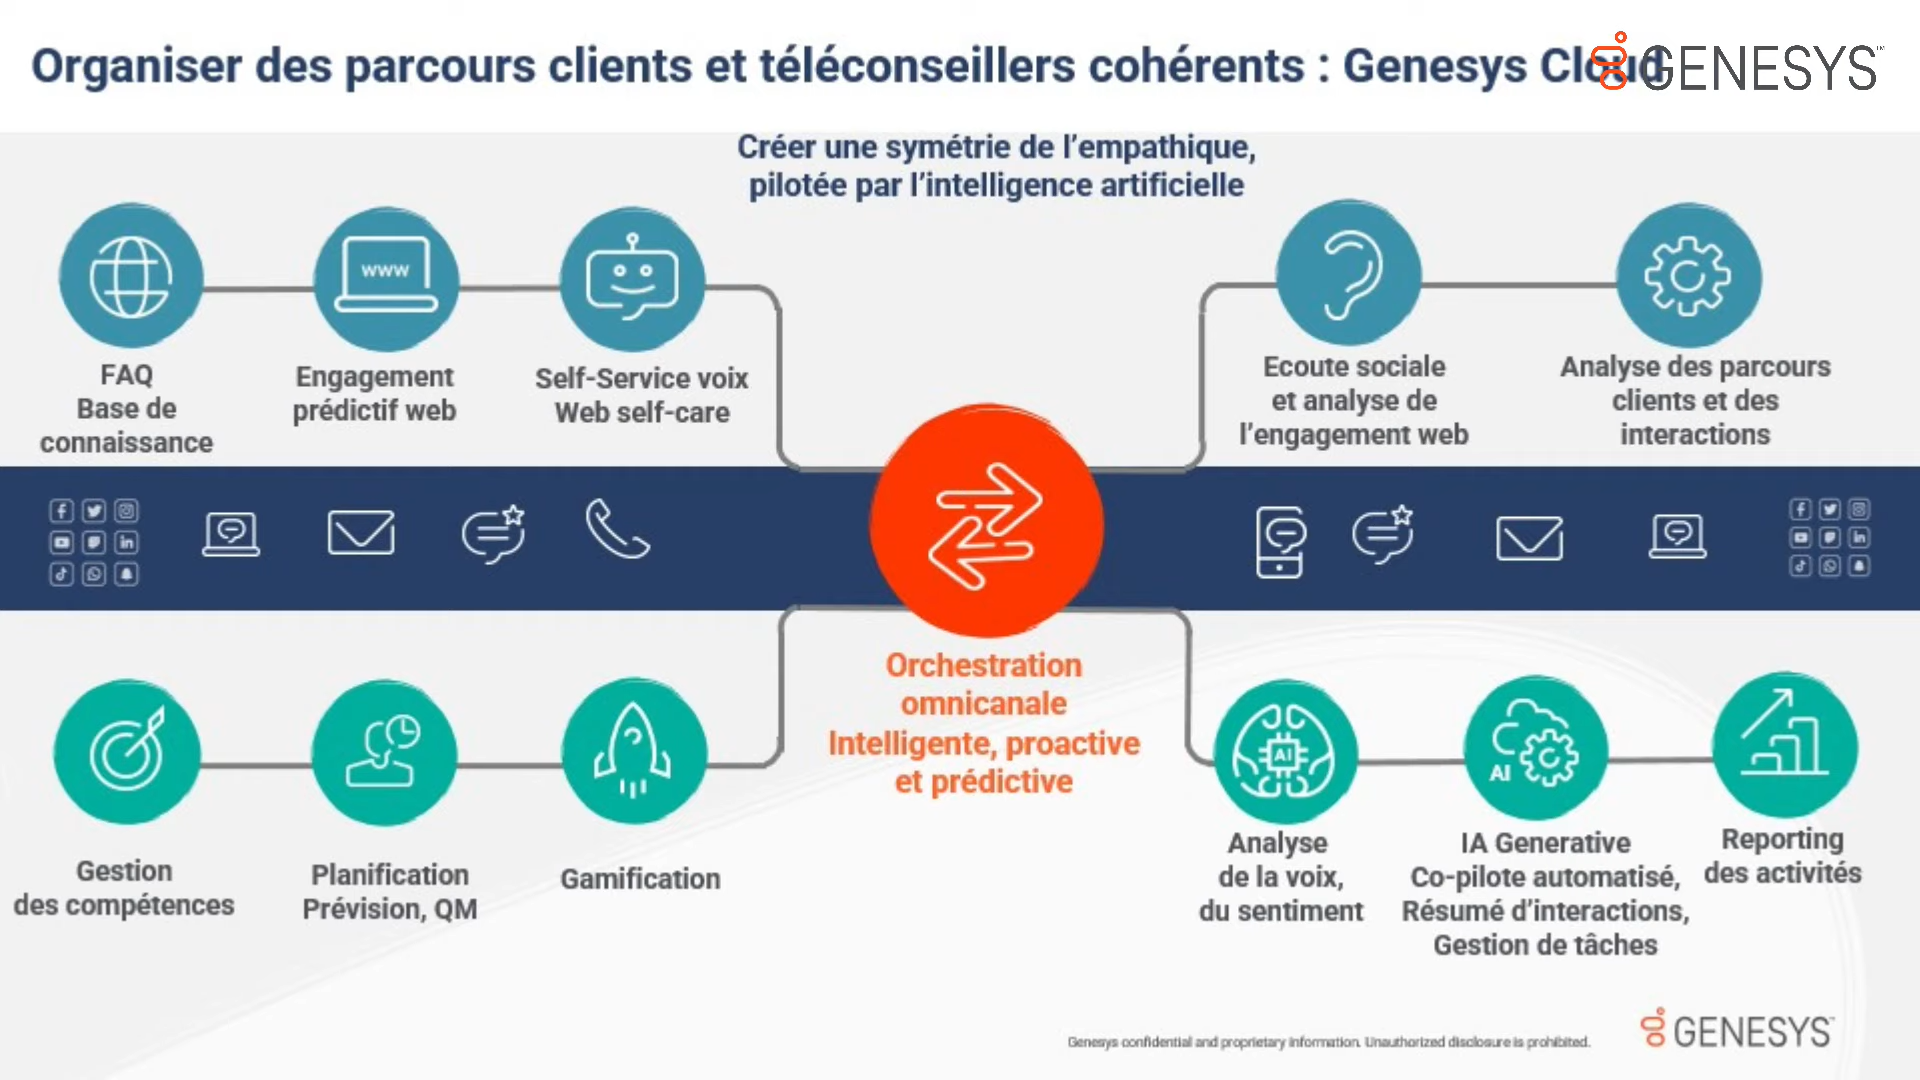 Organiser des parcours clients et téléconseillers cohérents : Genesys Cloud
GENESYS™
Créer une symétrie de l'empathique,
pilotée par l'intelligence artificielle
www
FAQ
Base de
connaissance
Engagement
prédictif web
Self-Service voix
Web self-care
Ecoute sociale
et analyse de
l'engagement web
Analyse des parcours
clients et des
interactions
Orchestration
omnicanale
Intelligente, proactive
et prédictive
Gestion
des compétences
Planification
Prévision, QM
Gamification
AI
Analyse
de la voix,
du sentiment
AI
IA Generative
Co-pilote automatisé,
Résumé d'interactions,
Gestion de tâches
Reporting
des activités
Genesys confidential and proprietary information. Unauthorized disclosure is prohibited.
GENESYS™